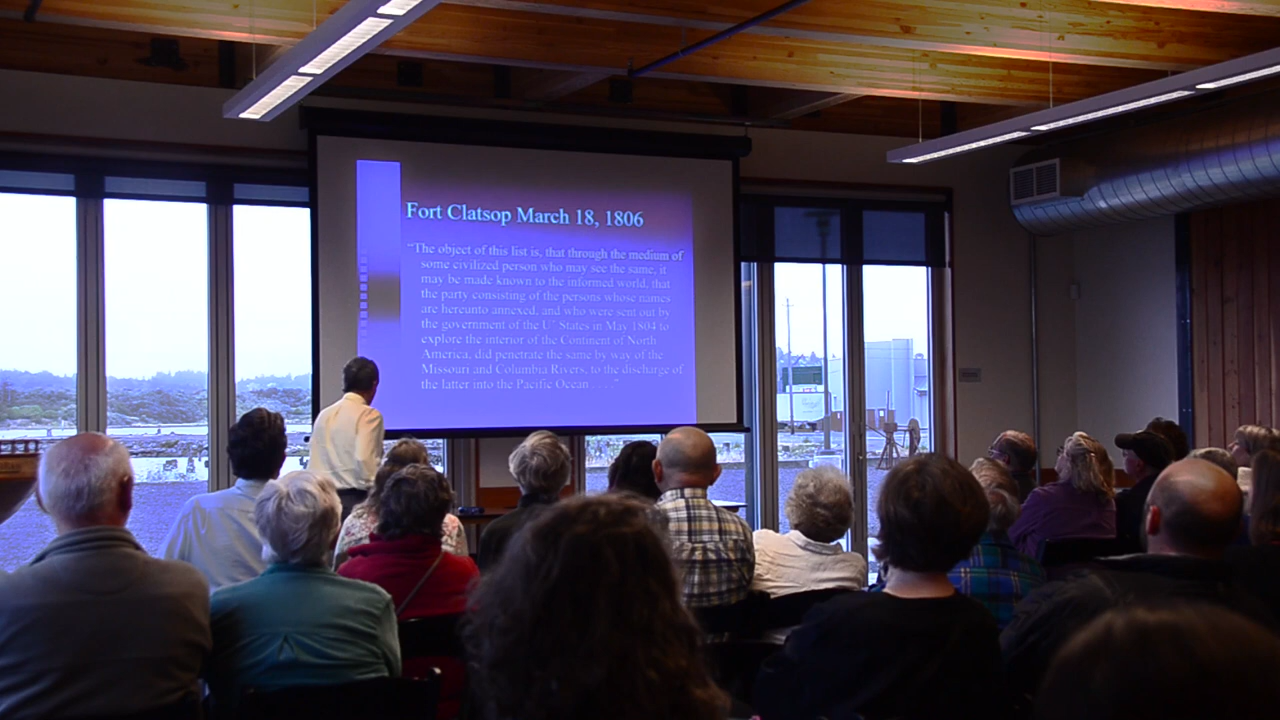 Fort Clatsop March 18, 1806
"The object of this list is, that through the medium of
some civilized person who may see the same, it
may be made known to the informed world, that
the party consisting of the persons whose names
are hereunto annexed, and who were sent out by
the government of the U' States in May 1804 to
explore the interior of the Continent of North
America, did penetrate the same by way of the
Missouri and Columbia Rivers, to the discharge of
the latter into the Pacific Ocean . . . ."